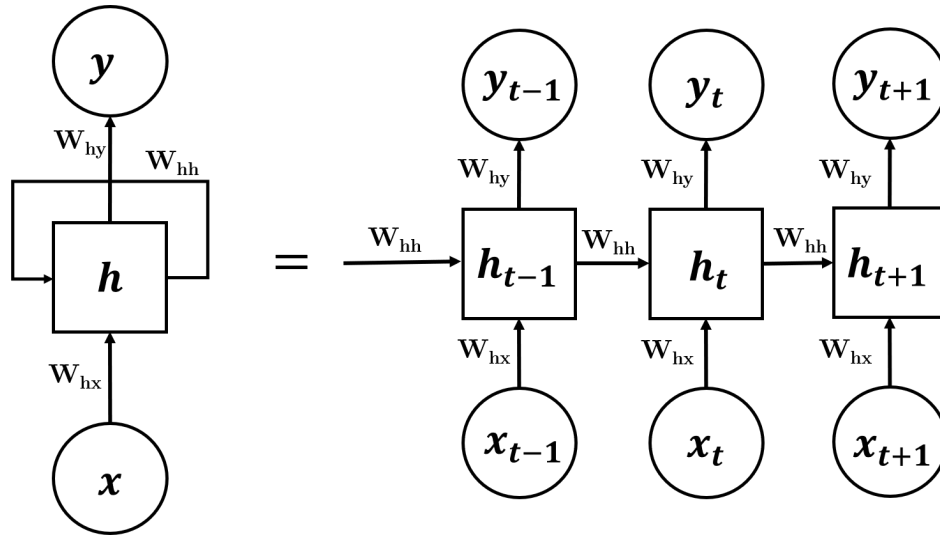 y
W_hy
W_hh
h
W_hx
x
=
y_{t−1} y_t y_{t+1}
W_hy W_hy W_hy
W_hh W_hh W_hh
h_{t−1} h_t h_{t+1}
W_hx W_hx W_hx
x_{t−1} x_t x_{t+1}